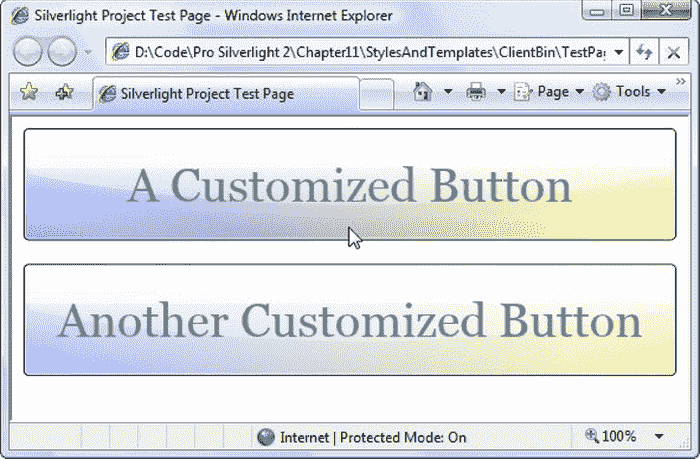 Silverlight Project Test Page - Windows Internet Explorer
D:\Code\Pro Silverlight 2\Chapter11\StylesAndTemplates\ClientBin\TestPa
Silverlight Project Test Page
Page
Tools
A Customized Button
Another Customized Button
Internet | Protected Mode: On
100%